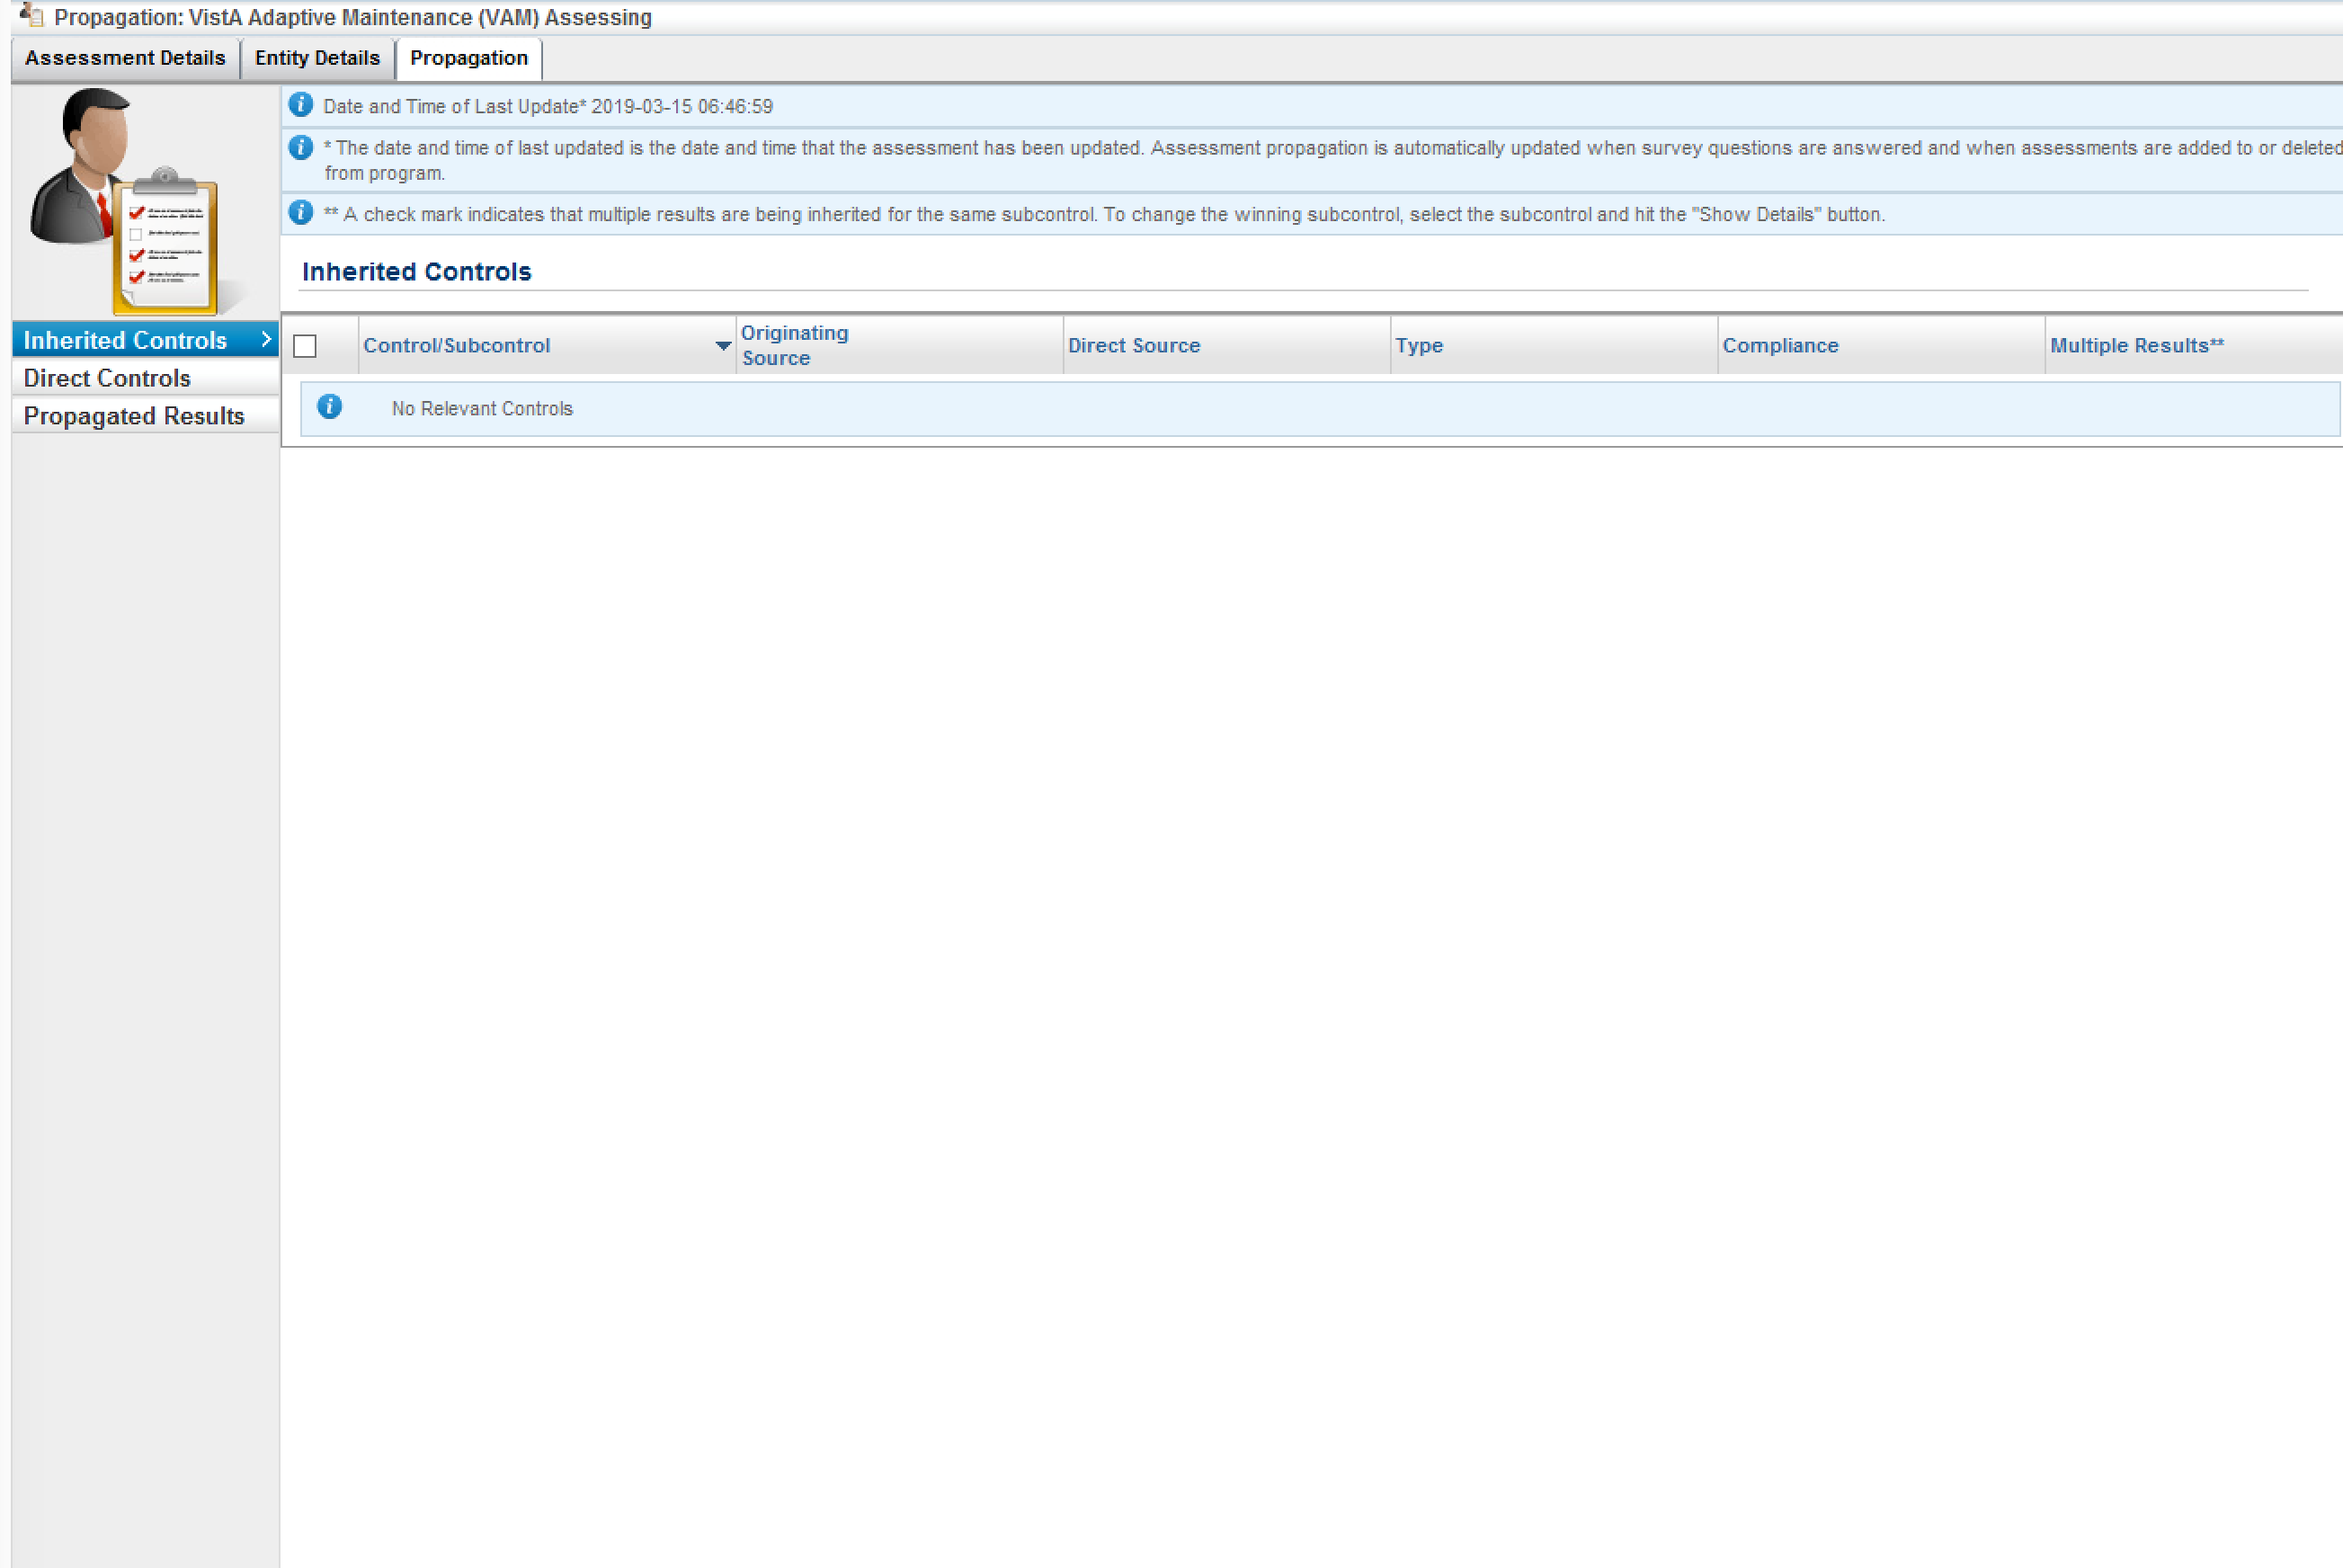 Propagation: VistA Adaptive Maintenance (VAM) Assessing
Assessment Details
Entity Details
Propagation
Date and Time of Last Update* 2019-03-15 06:46:59
* The date and time of last updated is the date and time that the assessment has been updated. Assessment propagation is automatically updated when survey questions are answered and when assessments are added to or deleted
from program.
** A check mark indicates that multiple results are being inherited for the same subcontrol. To change the winning subcontrol, select the subcontrol and hit the "Show Details" button.
Inherited Controls
Direct Controls
Propagated Results
Inherited Controls
Control/Subcontrol
Originating
Source
Direct Source
Type
Compliance
Multiple Results**
No Relevant Controls